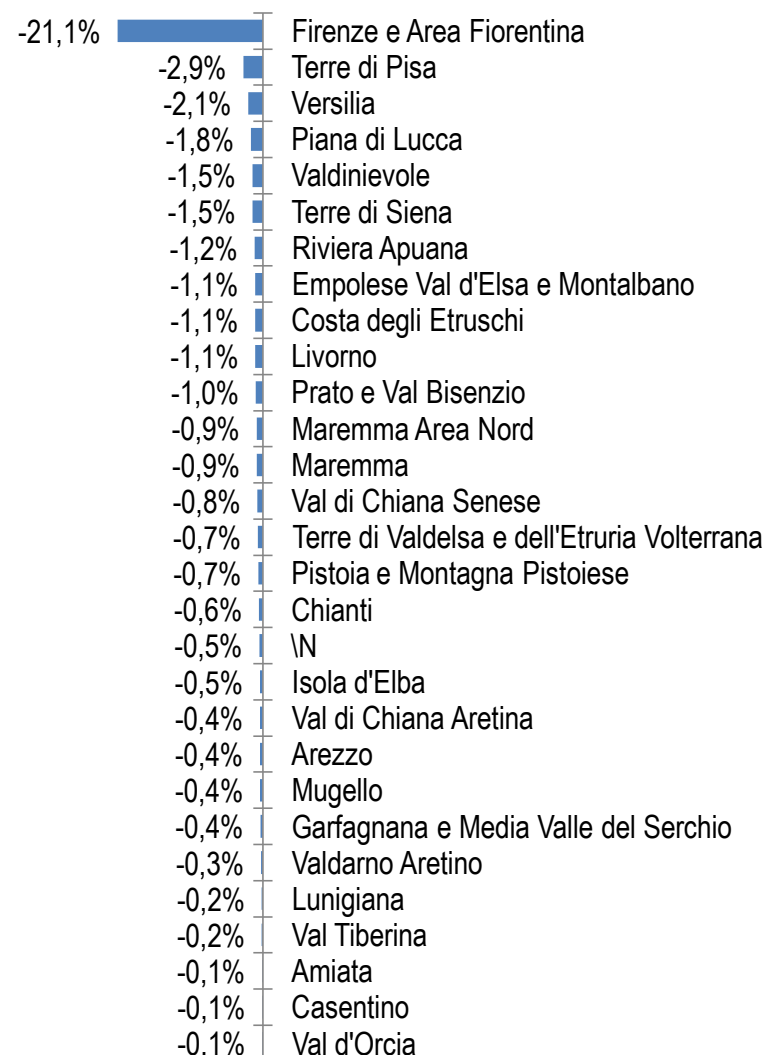 -21,1% Firenze e Area Fiorentina
-2,9% Terre di Pisa
-2,1% Versilia
-1,8% Piana di Lucca
-1,5% Valdinievole
-1,5% Terre di Siena
-1,2% Riviera Apuana
-1,1% Empolese Val d'Elsa e Montalbano
-1,1% Costa degli Etruschi
-1,1% Livorno
-1,0% Prato e Val Bisenzio
-0,9% Maremma Area Nord
-0,9% Maremma
-0,8% Val di Chiana Senese
-0,7% Terre di Valdelsa e dell'Etruria Volterrana
-0,7% Pistoia e Montagna Pistoiese
-0,6% Chianti
-0,5% \N
-0,5% Isola d'Elba
-0,4% Val di Chiana Aretina
-0,4% Arezzo
-0,4% Mugello
-0,4% Garfagnana e Media Valle del Serchio
-0,3% Valdarno Aretino
-0,2% Lunigiana
-0,2% Val Tiberina
-0,1% Amiata
-0,1% Casentino
-0,1% Val d'Orcia